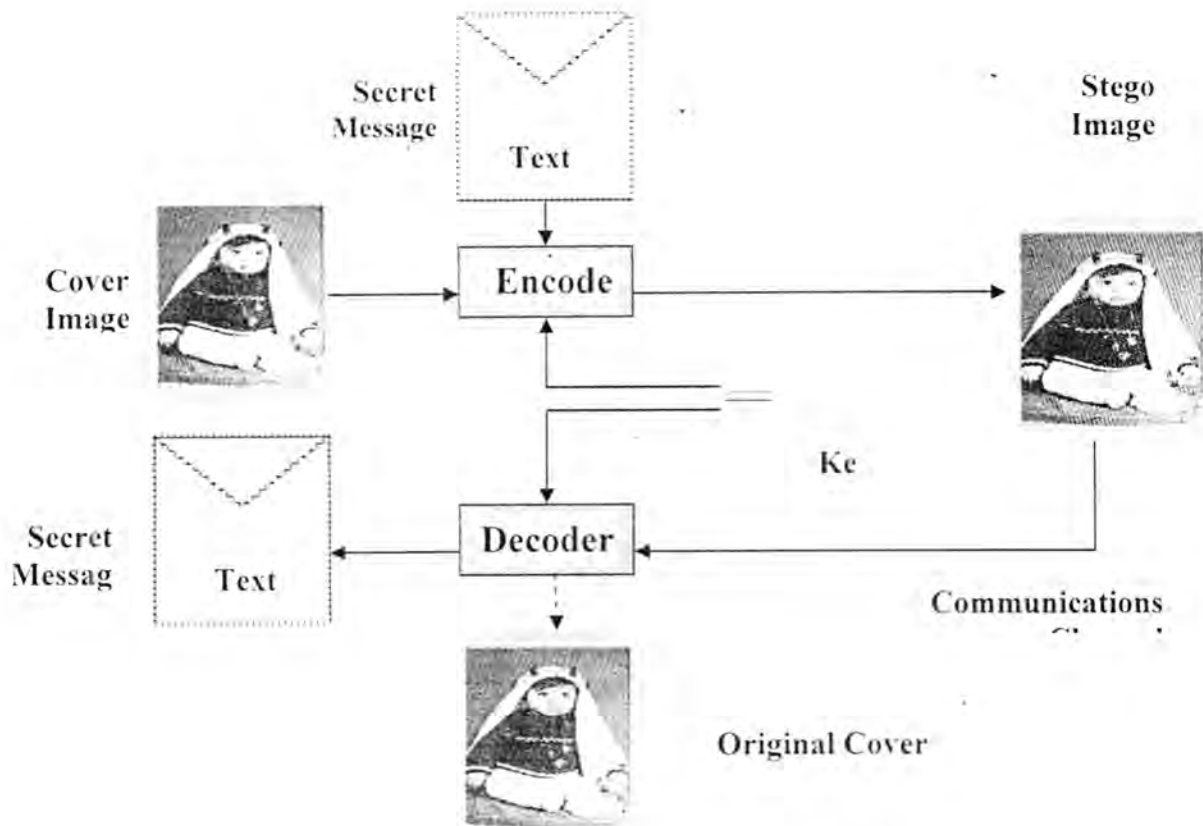 Secret
Message
Text
Stego
Image
Cover
Image
Encode
Ke
Secret
Messag
Text
Decoder
Communications
Original Cover